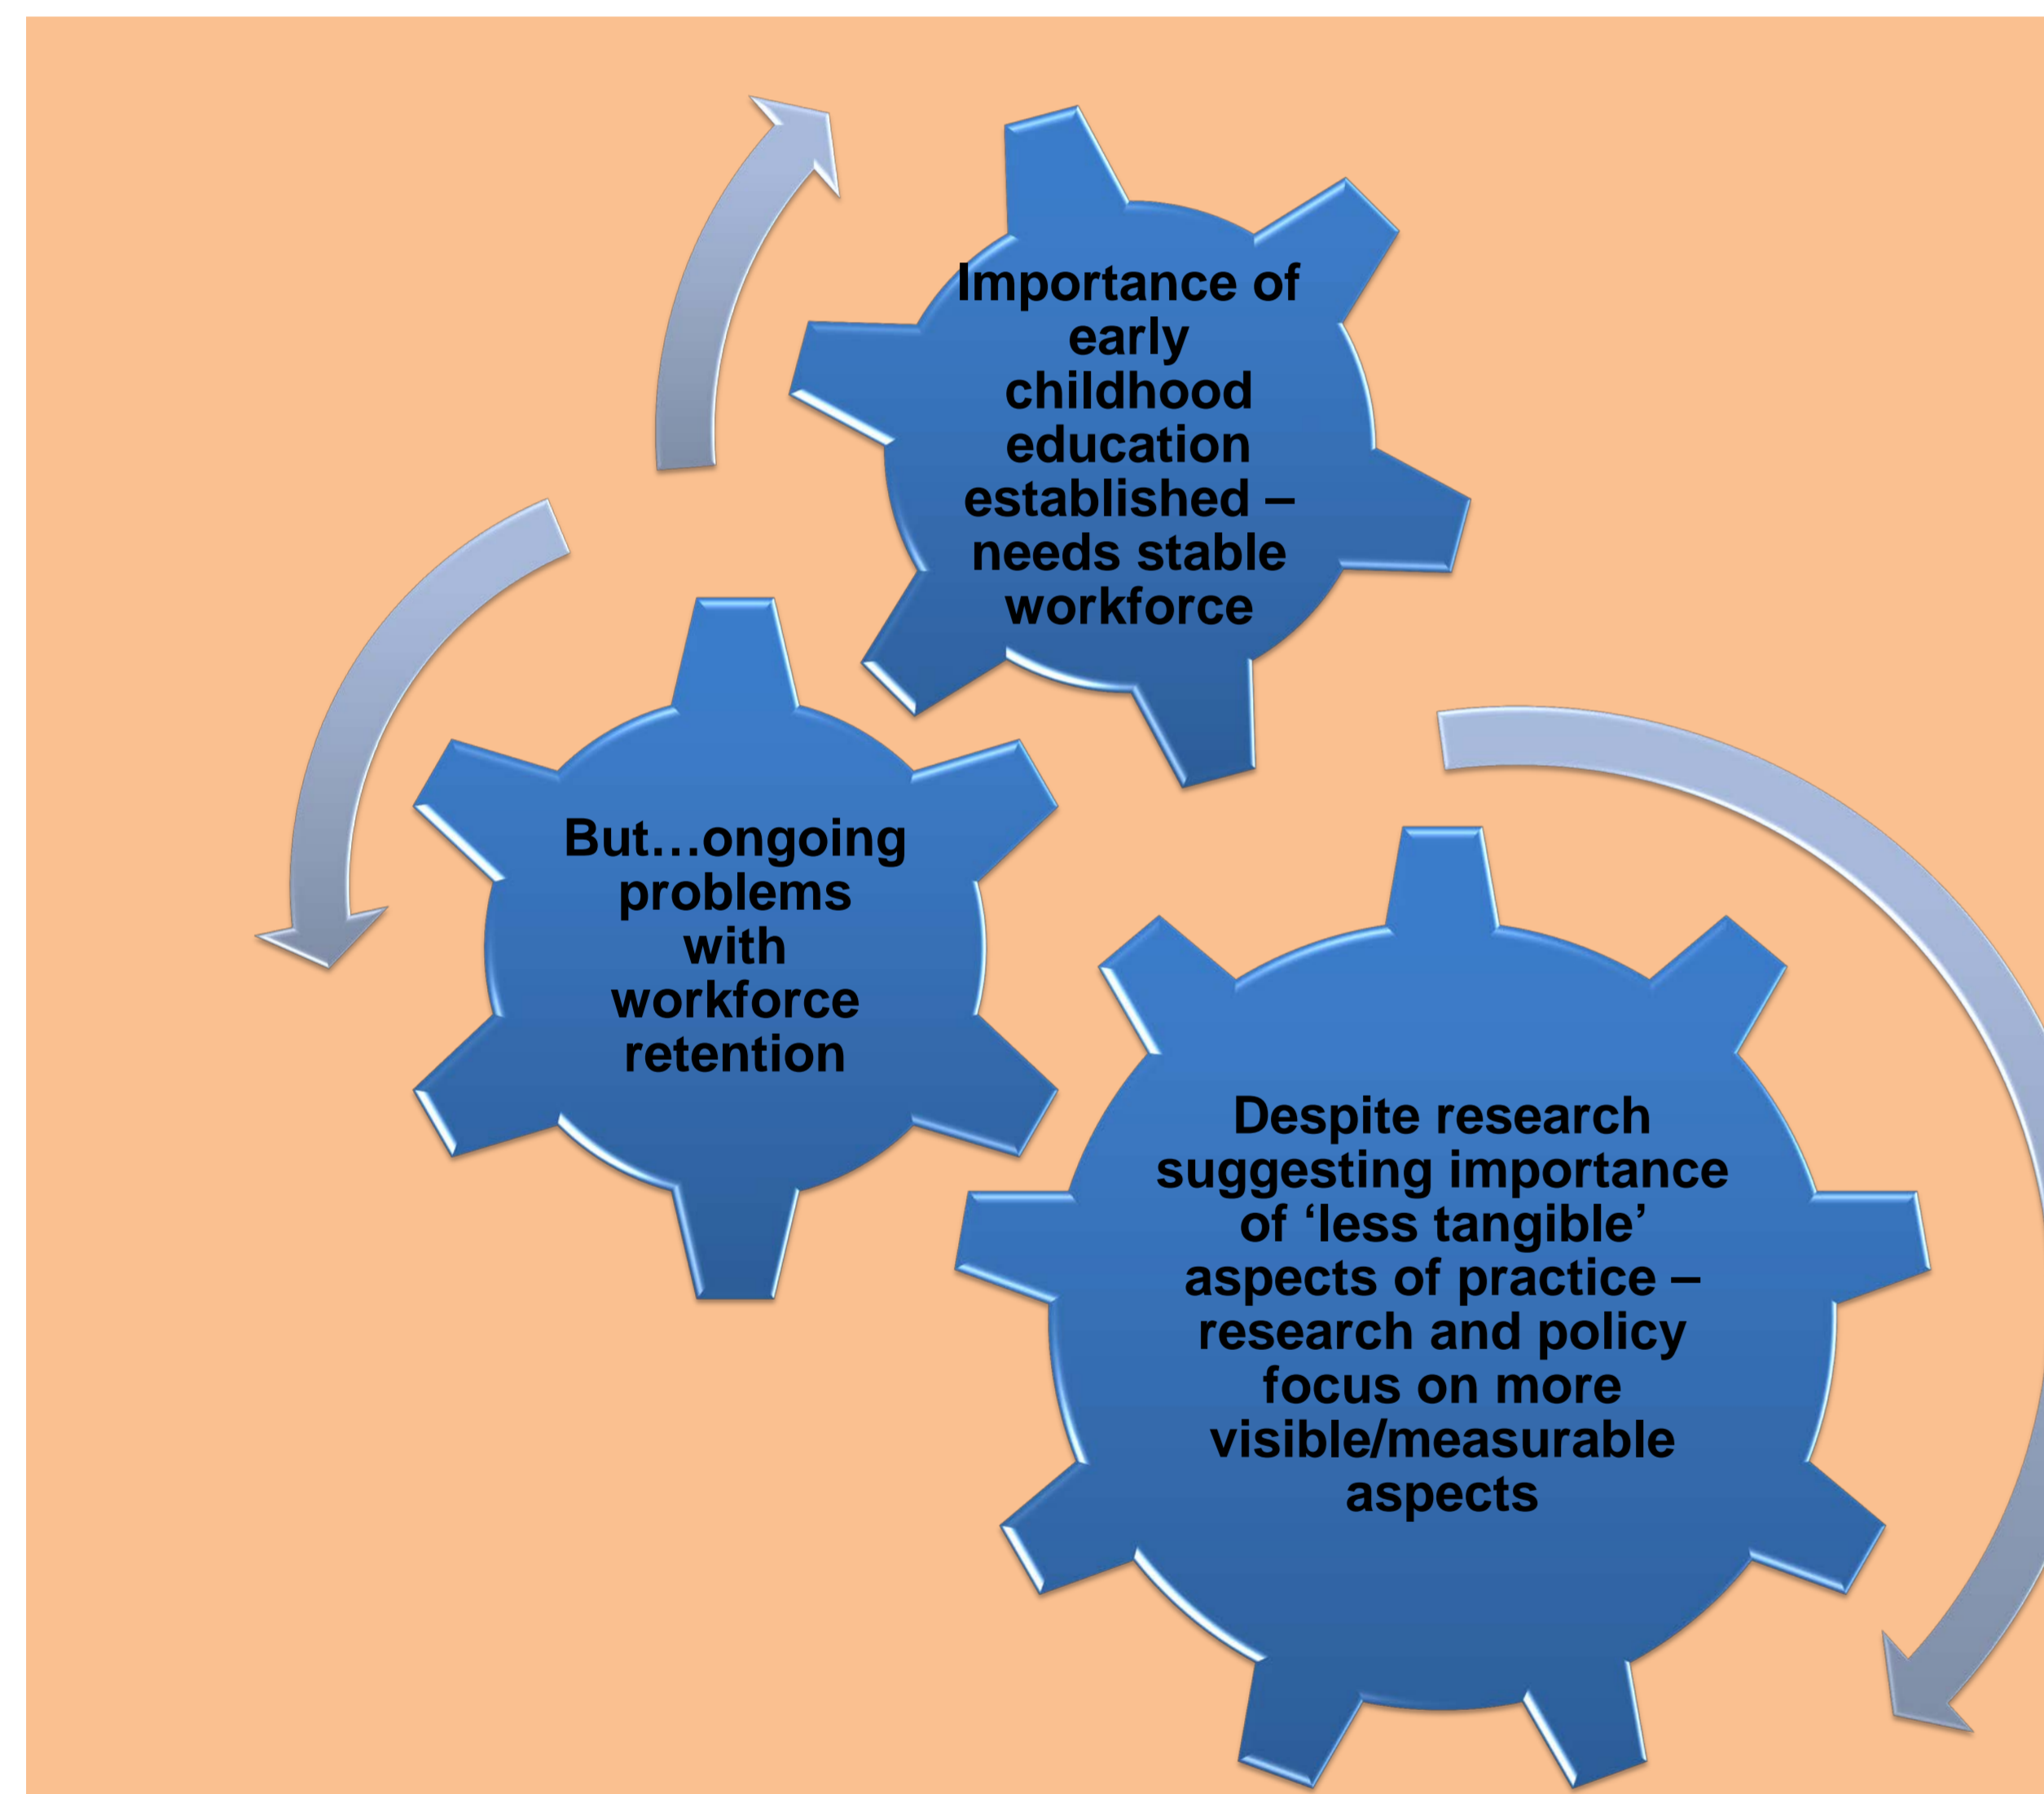 Importance of
early
childhood
education
established –
needs stable
workforce
But…ongoing
problems
with
workforce
retention
Despite research
suggesting importance
of ‘less tangible’
aspects of practice –
research and policy
focus on more
visible/measurable
aspects